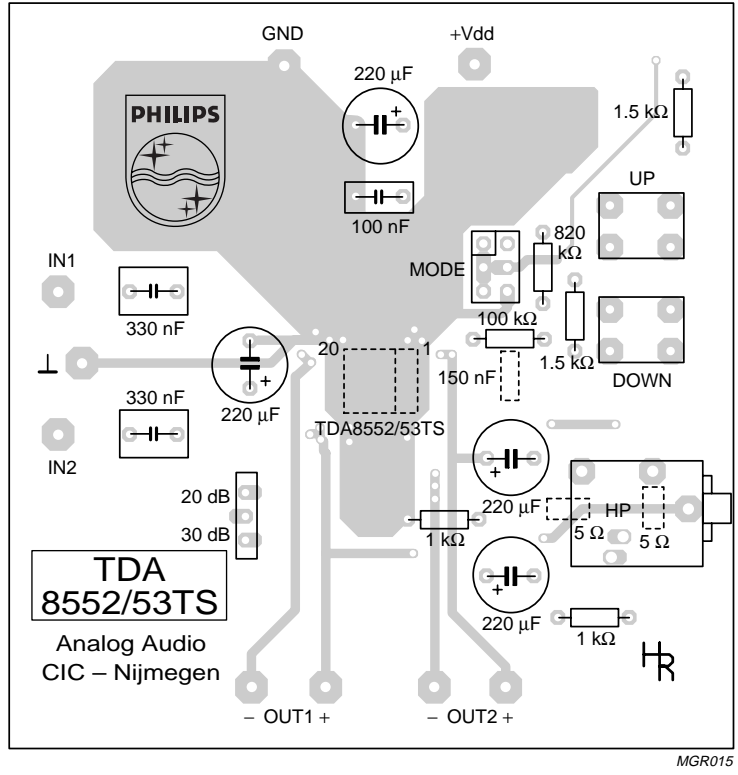 GND
+Vdd
220 μF
+
PHILIPS
1.5 kΩ
100 nF
UP
820
kΩ
MODE
IN1
330 nF
100 kΩ
20
1
1.5 kΩ
DOWN
150 nF
330 nF
+
220 μF
TDA8552/53TS
IN2
+
220 μF
20 dB
30 dB
HP
5 Ω
5 Ω
1 kΩ
+
220 μF
TDA
8552/53TS
1 kΩ
Analog Audio
CIC – Nijmegen
HR
− OUT1 +
− OUT2 +
MGR015